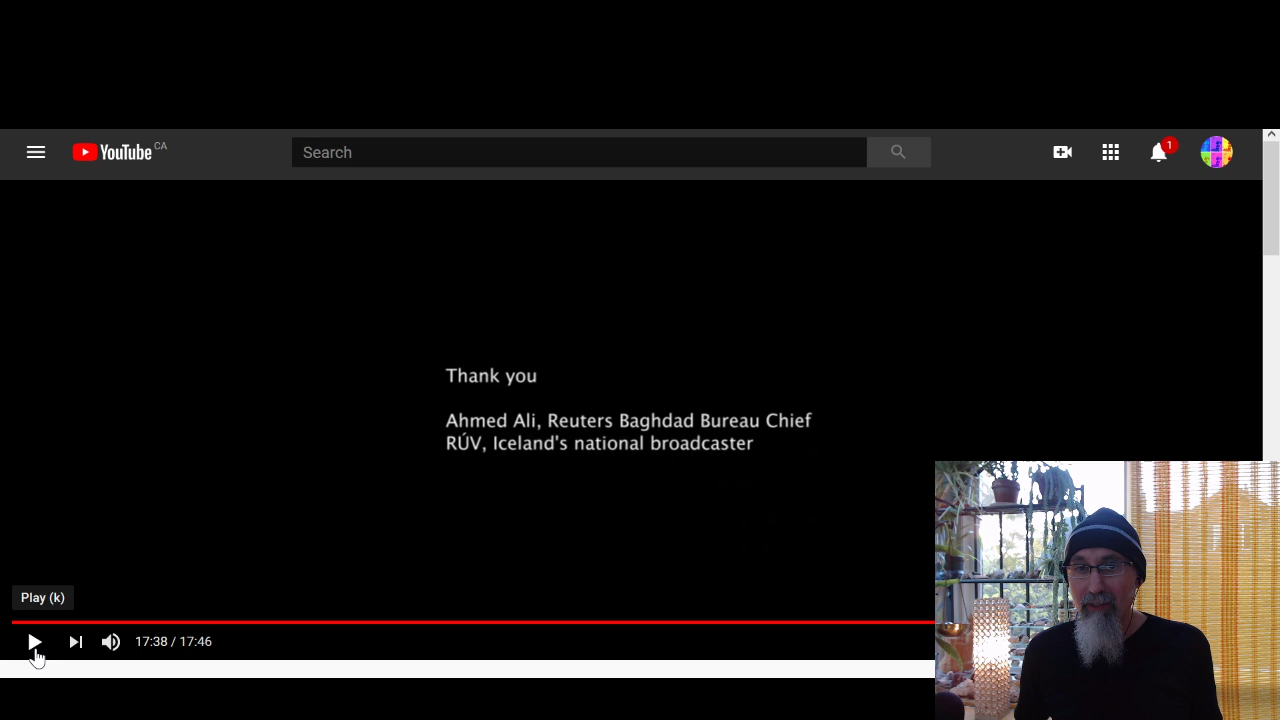 YouTube CA
Search
1
Thank you
Ahmed Ali, Reuters Baghdad Bureau Chief
RÚV, Iceland's national broadcaster
Play (k)
17:38 / 17:46